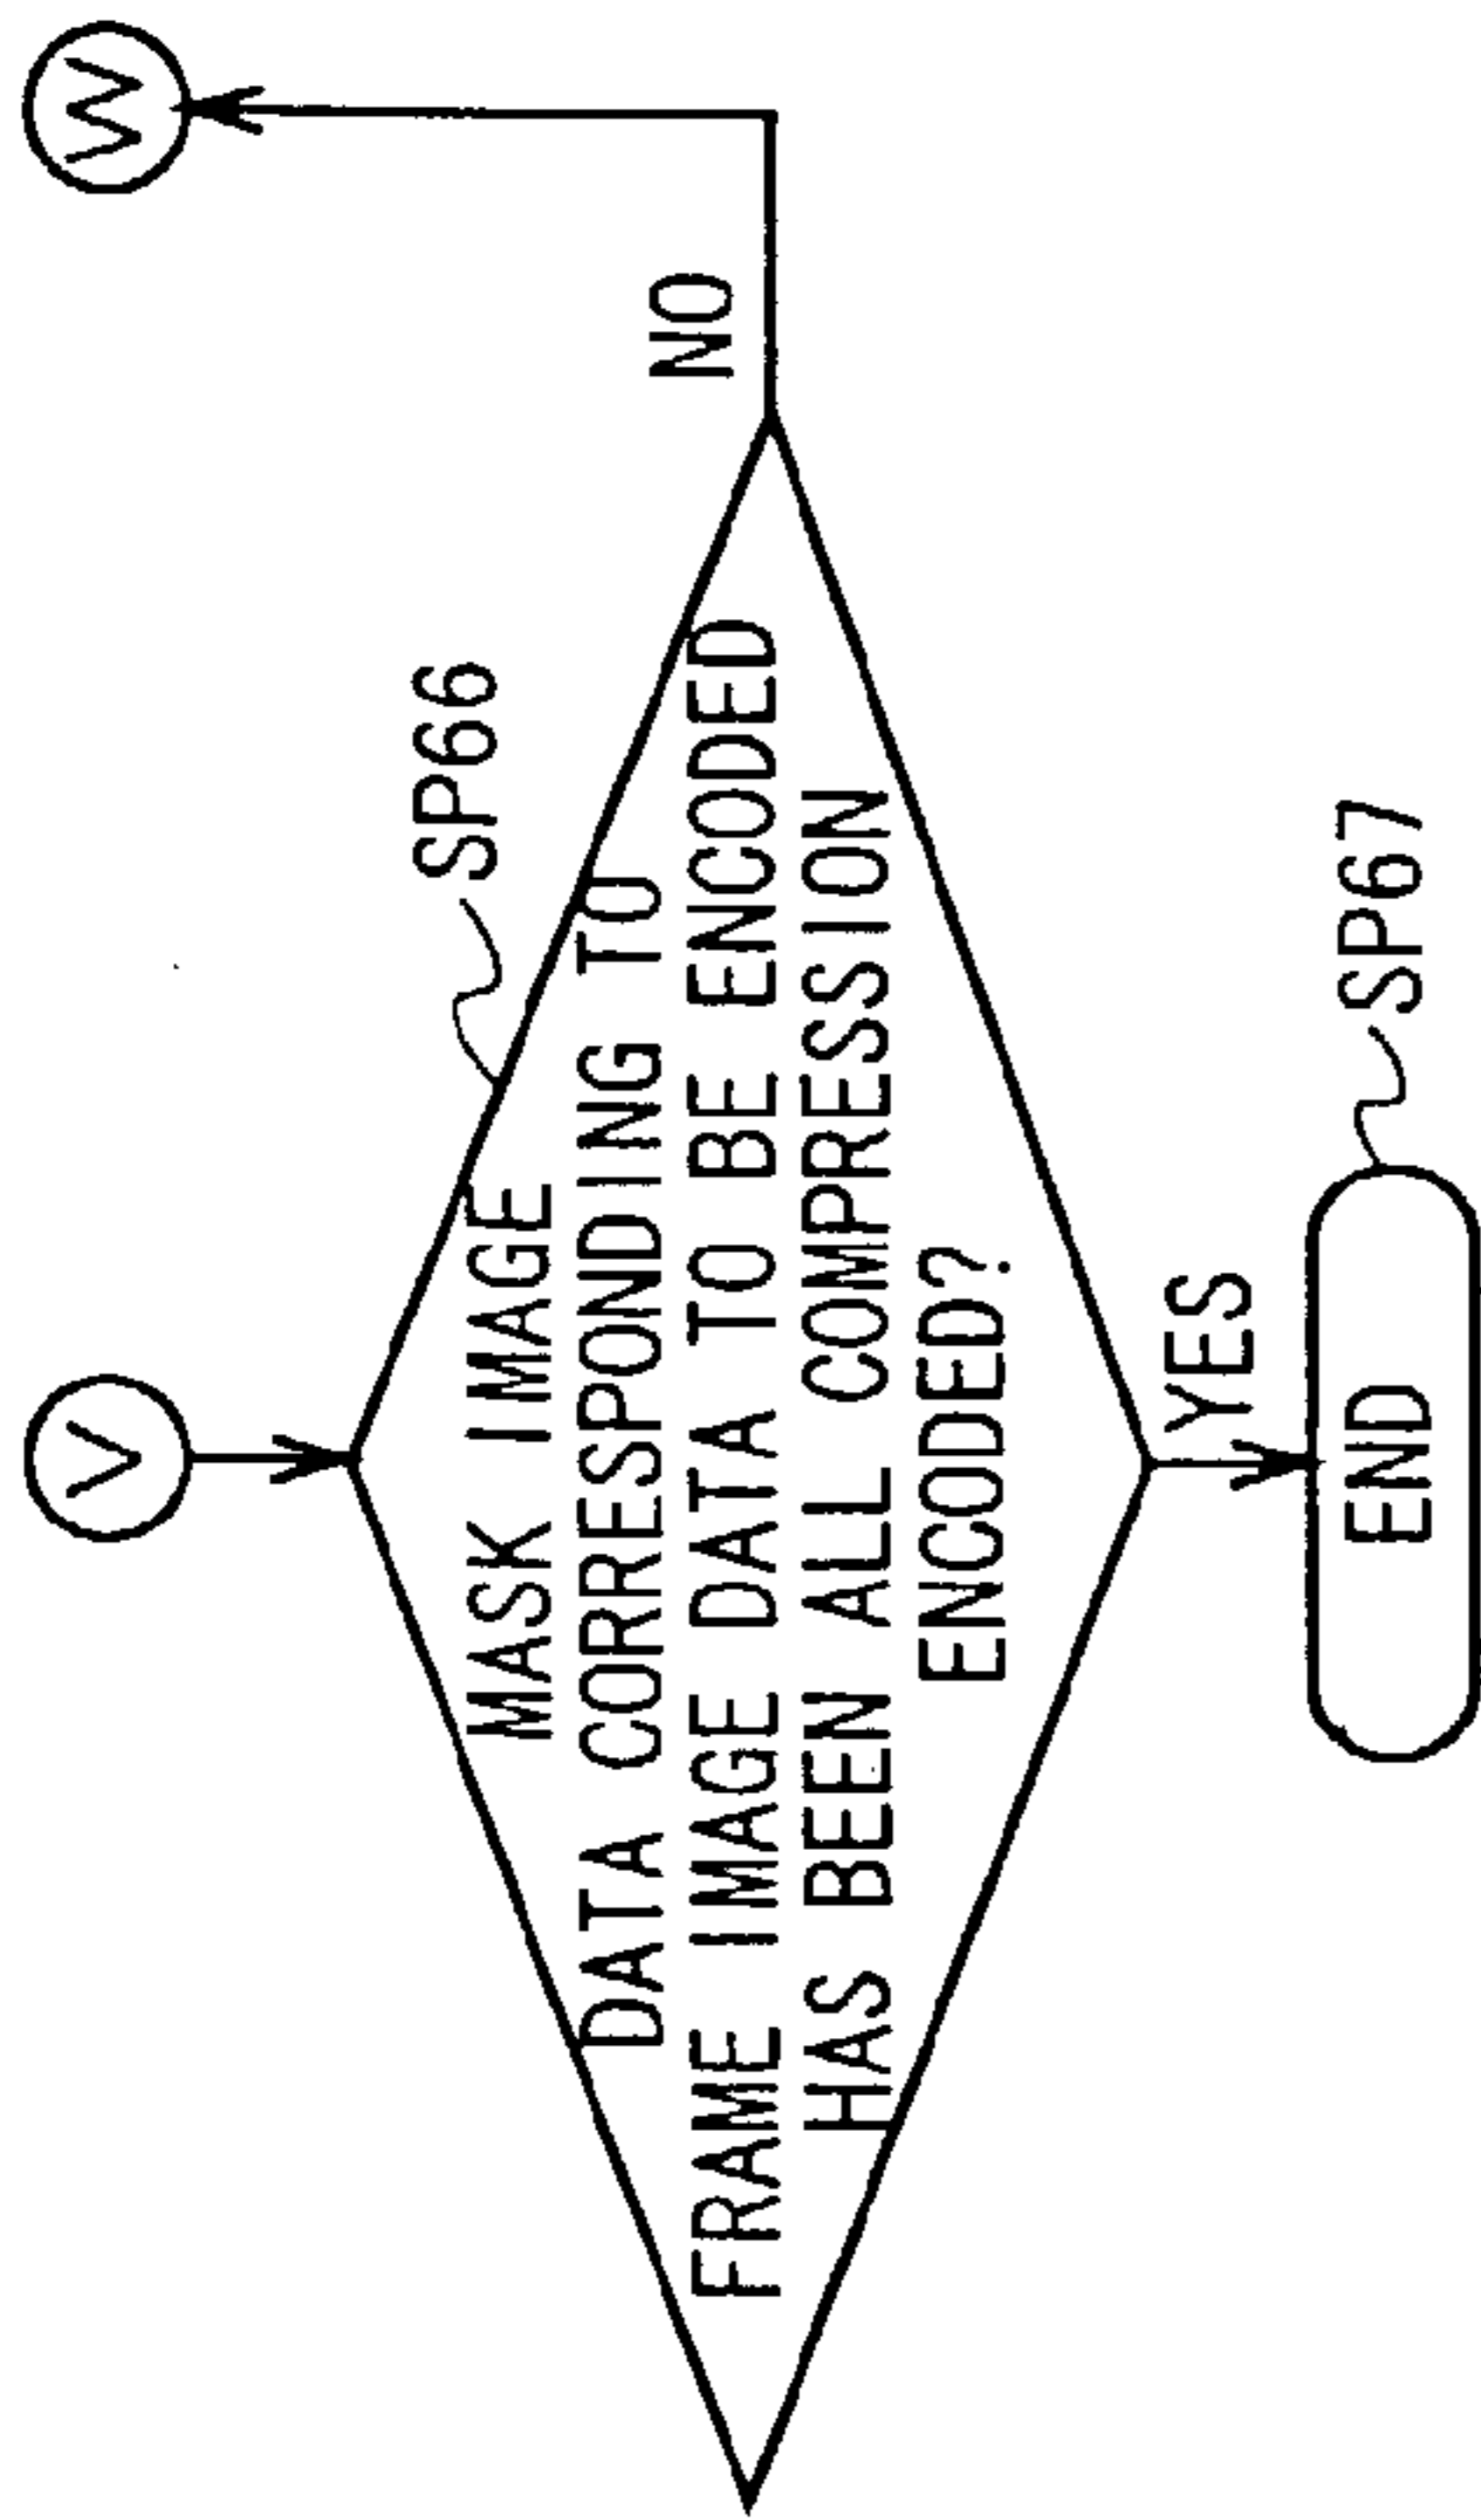 V
W
SP66
MASK IMAGE
DATA CORRESPONDING TO
FRAME IMAGE DATA TO BE ENCODED
HAS BEEN ALL COMPRESSION
ENCODED?
NO
YES
SP67
END